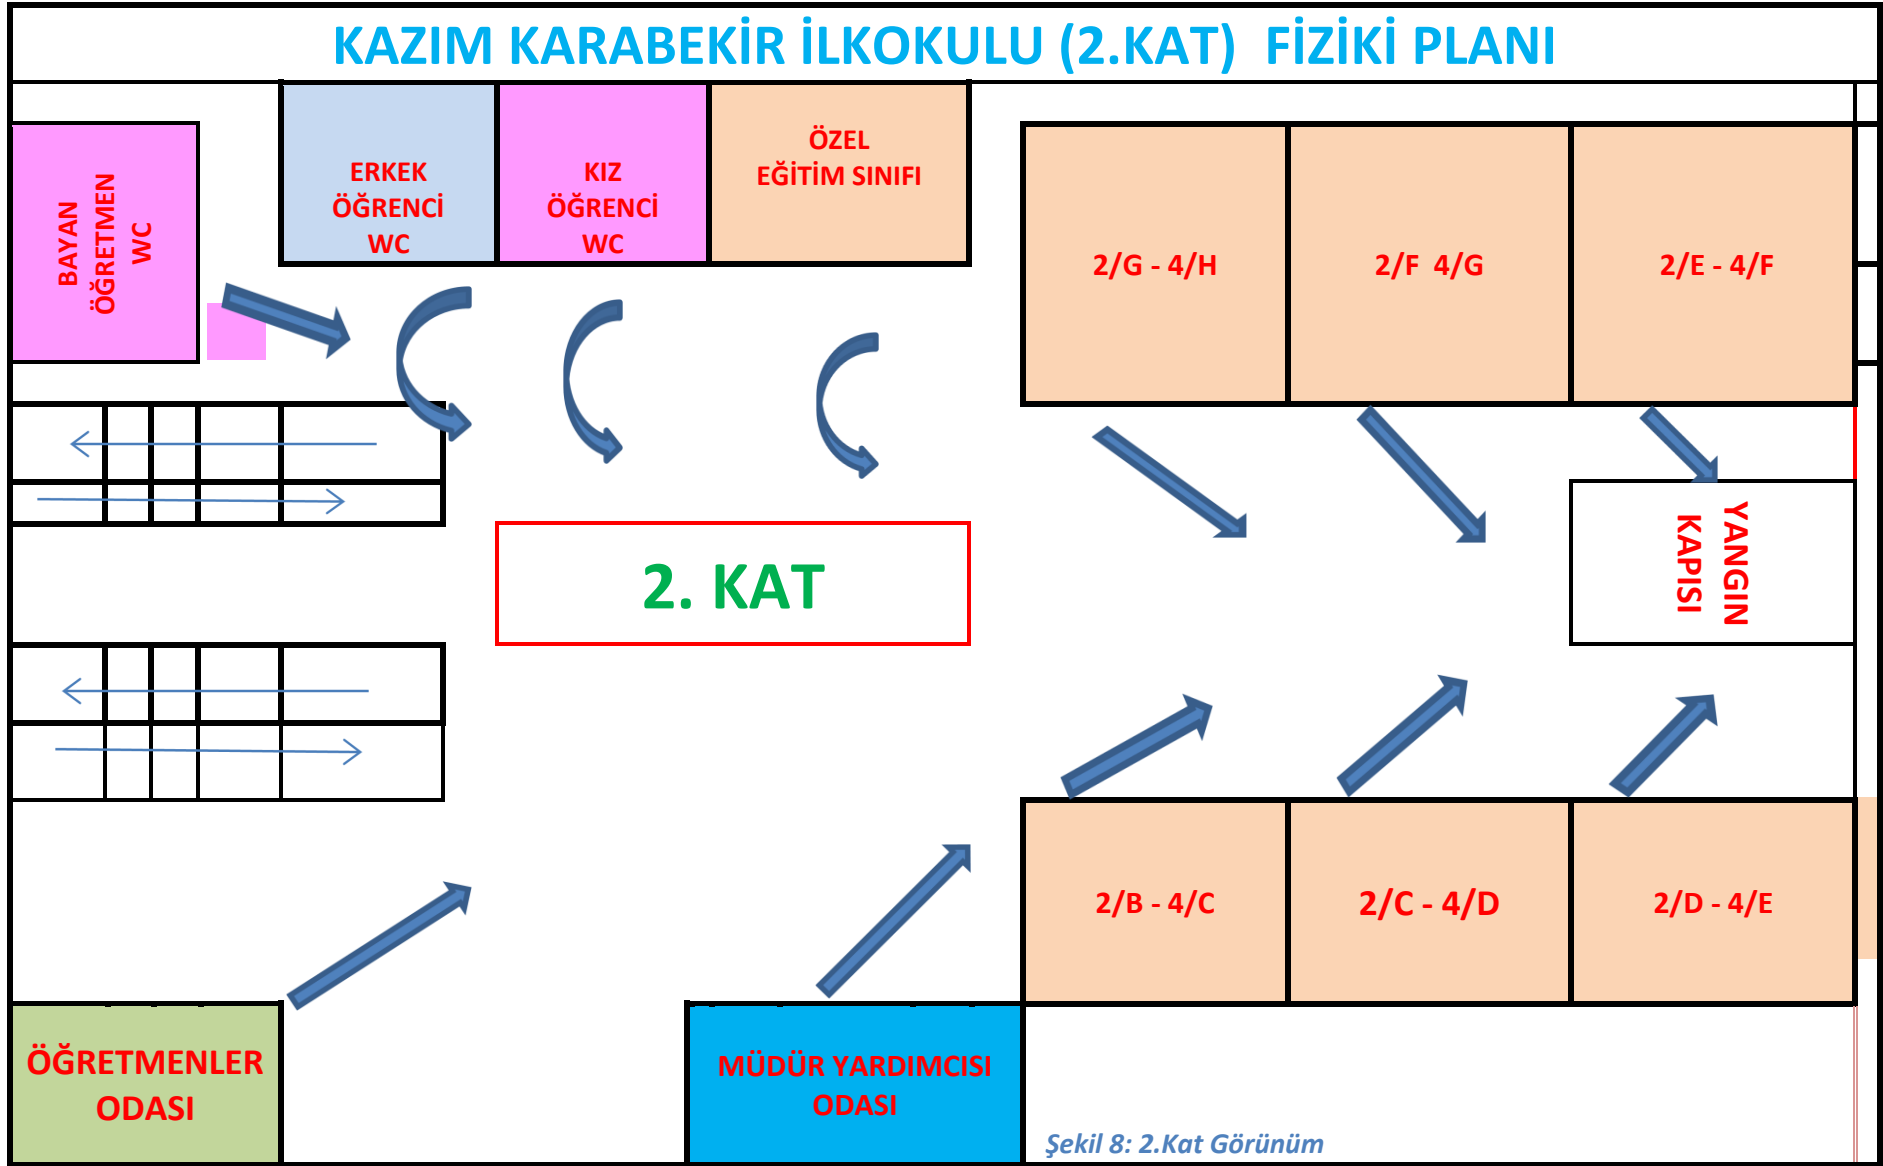 KAZIM KARABEKİR İLKOKULU (2.KAT)  FİZİKİ PLANI
BAYAN
ÖĞRETMEN
WC
ERKEK
ÖĞRENCİ
WC
KIZ
ÖĞRENCİ
WC
ÖZEL
EĞİTİM SINIFI
2/G - 4/H
2/F  4/G
2/E - 4/F
2. KAT
YANGIN
KAPISI
2/B - 4/C
2/C - 4/D
2/D - 4/E
ÖĞRETMENLER
ODASI
MÜDÜR YARDIMCISI
ODASI
Şekil 8: 2.Kat Görünüm